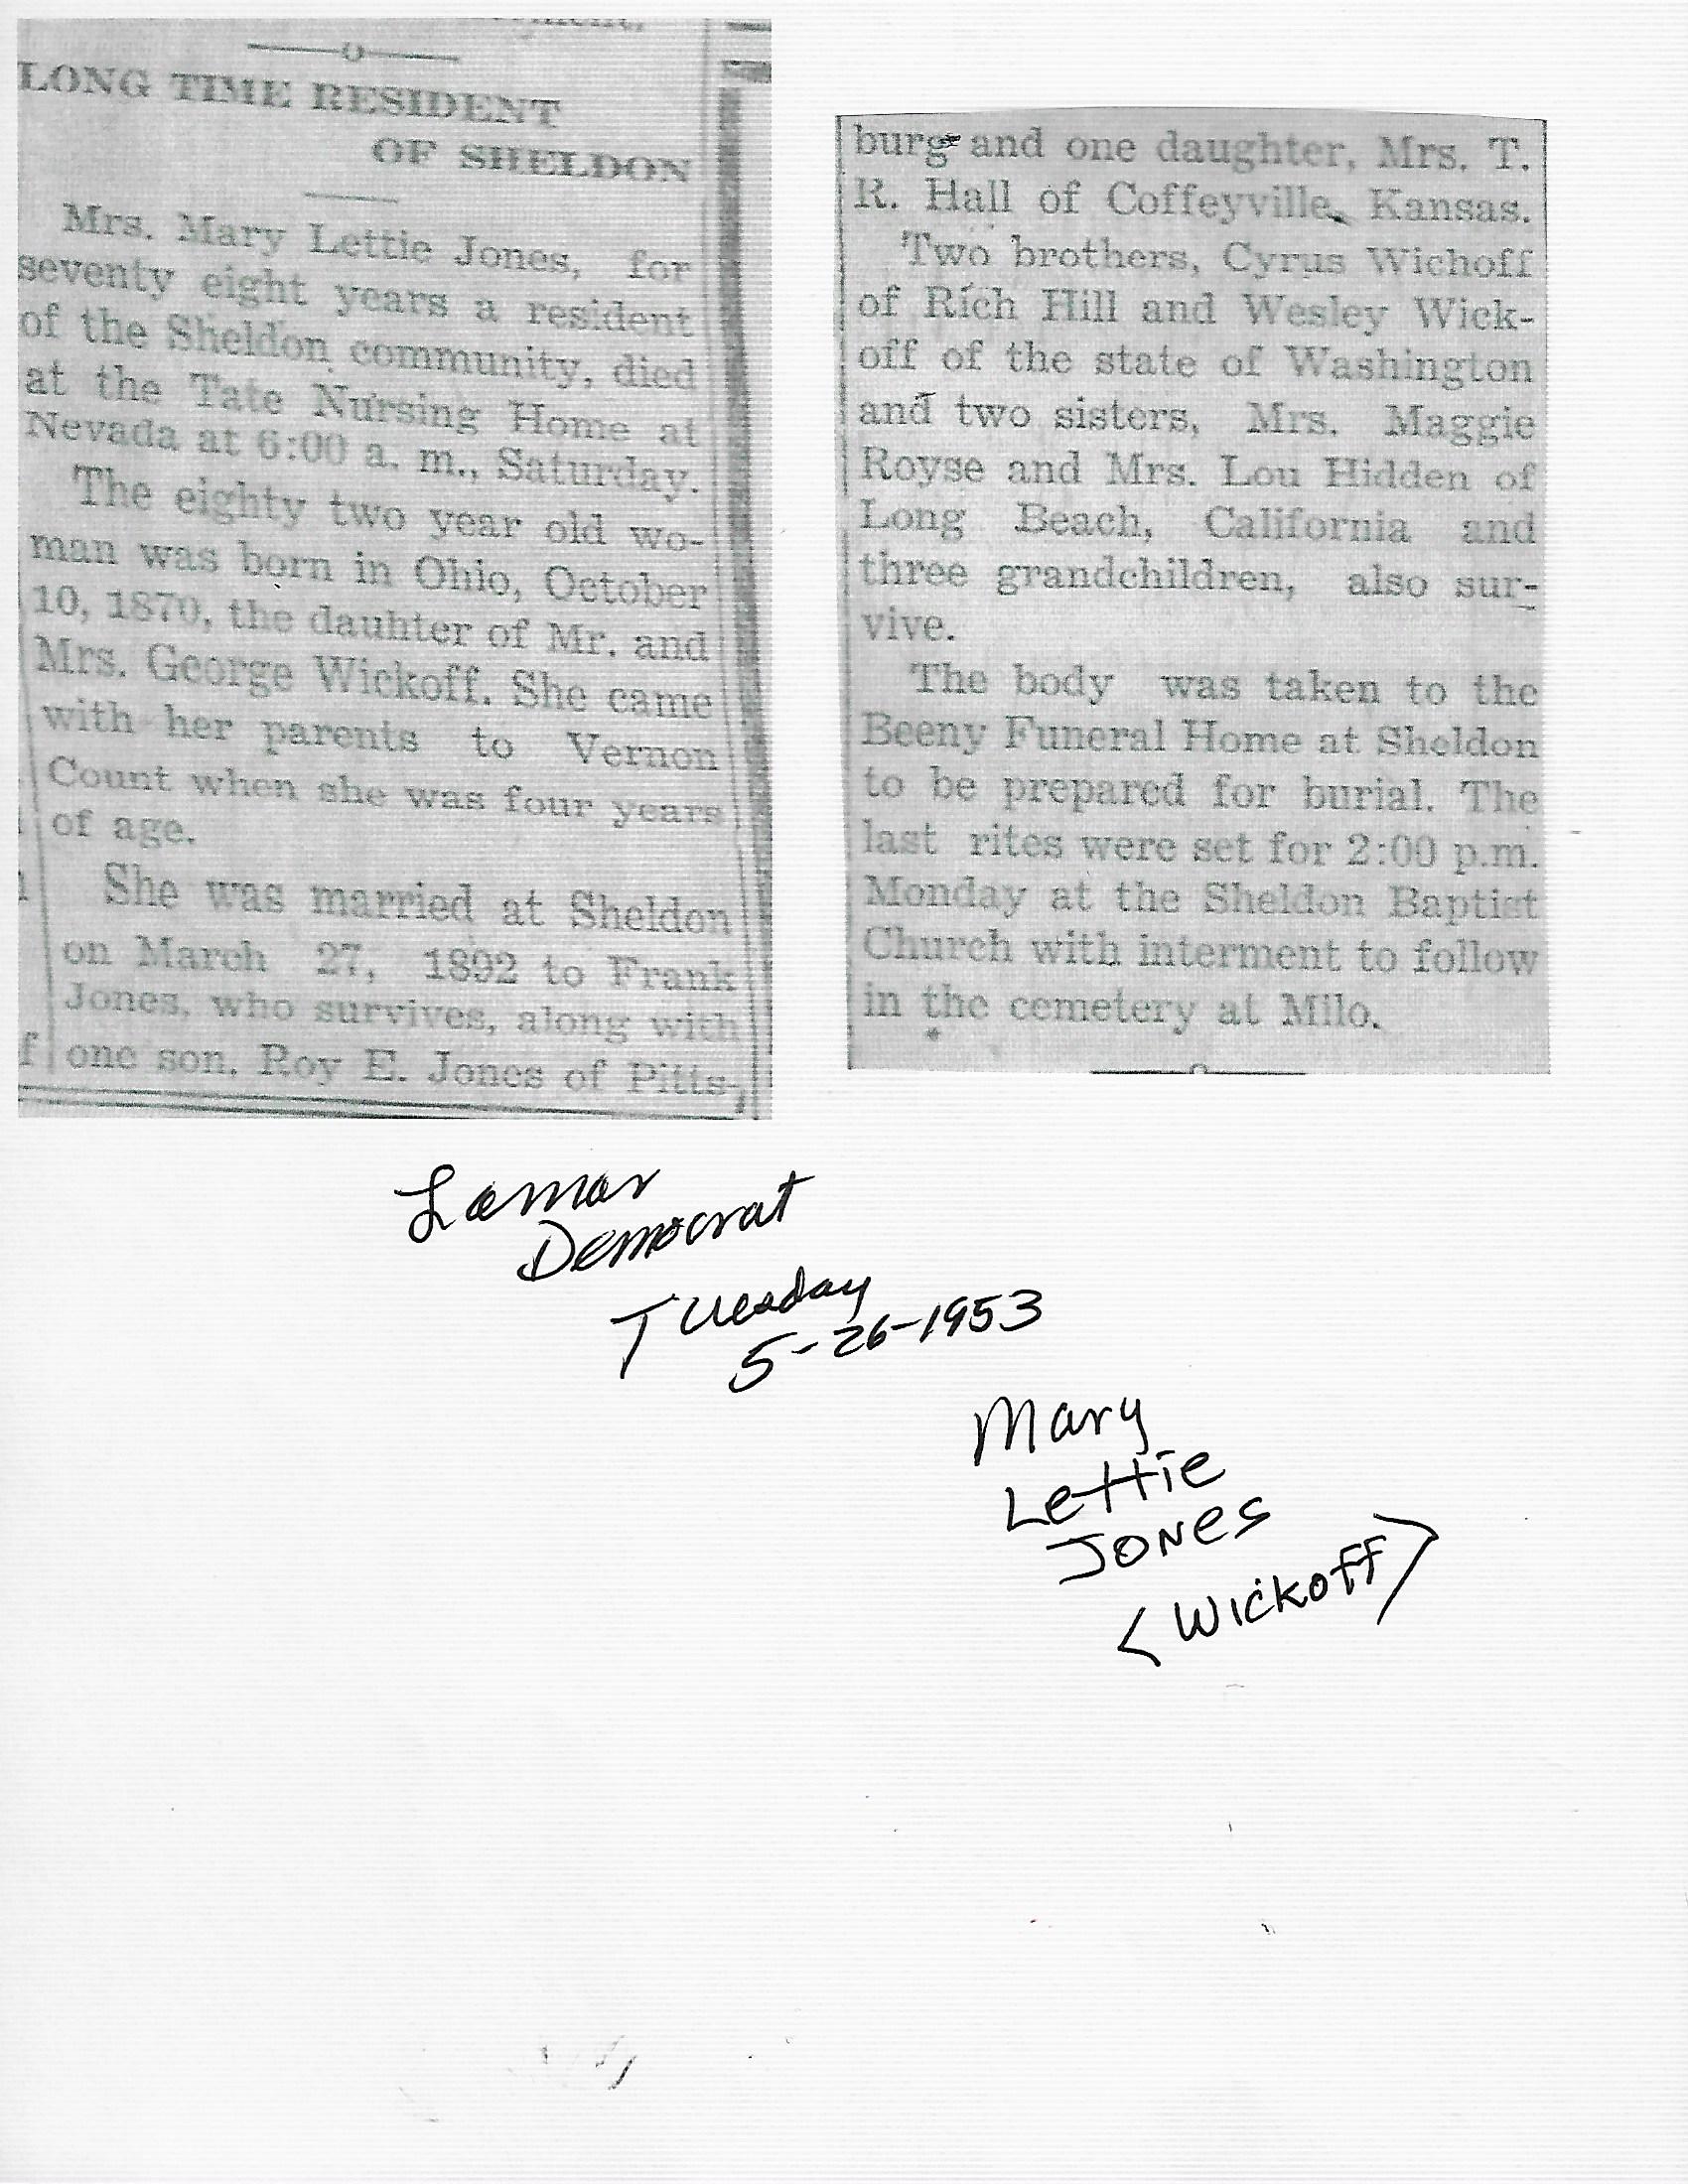 LONG TIME RESIDENT
OF SHELDON
Mrs. Mary Lettie Jones, for
seventy eight years a resident
of the Sheldon community, died
at the Tate Nursing Home at
Nevada at 6:00 a. m., Saturday.
The eighty two year old wo-
man was born in Ohio, October
10, 1870, the dauhter of Mr. and
Mrs. George Wickoff. She came
with her parents to Vernon
Count when she was four years
of age.
She was married at Sheldon
on March 27, 1892 to Frank
Jones, who survives, along with
one son, Roy E. Jones of Pitts-
burg and one daughter, Mrs. T.
R. Hall of Coffeyville, Kansas.
Two brothers, Cyrus Wichoff
of Rich Hill and Wesley Wick-
off of the state of Washington
and two sisters, Mrs. Maggie
Royse and Mrs. Lou Hidden of
Long Beach, California and
three grandchildren, also sur-
vive.
The body was taken to the
Beeny Funeral Home at Sheldon
to be prepared for burial. The
last rites were set for 2:00 p.m.
Monday at the Sheldon Baptist
Church with interment to follow
in the cemetery at Milo.
Lamar
Democrat
Tuesday
5-26-1953
Mary
Lettie
Jones
<Wickoff>